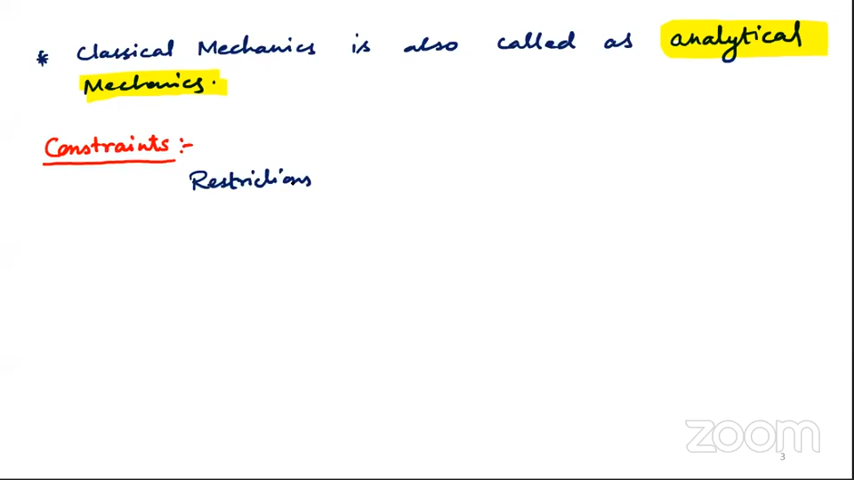 * Classical Mechanics is also called as analytical
Mechanics.
Constraints :-
Restrictions
zoom
3